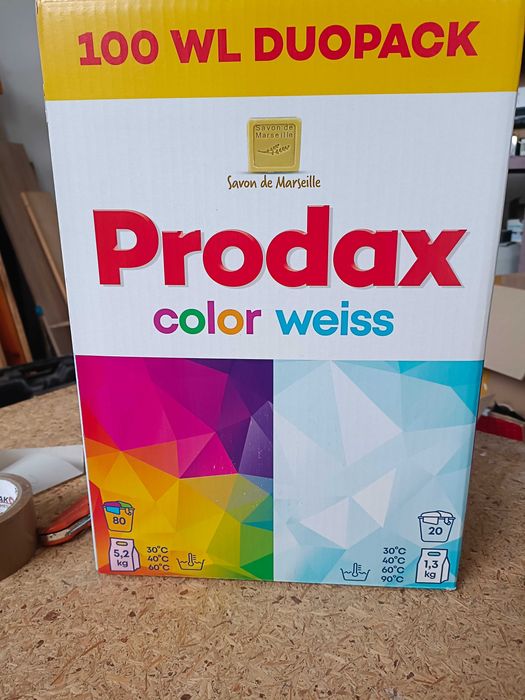 100 WL DUOPACK
Savon de
Marseille
Savon de Marseille
Prodax
color weiss
80
5,2
kg
30°C
40°C
60°C
30°C
40°C
60°C
90°C
20
1,3
kg